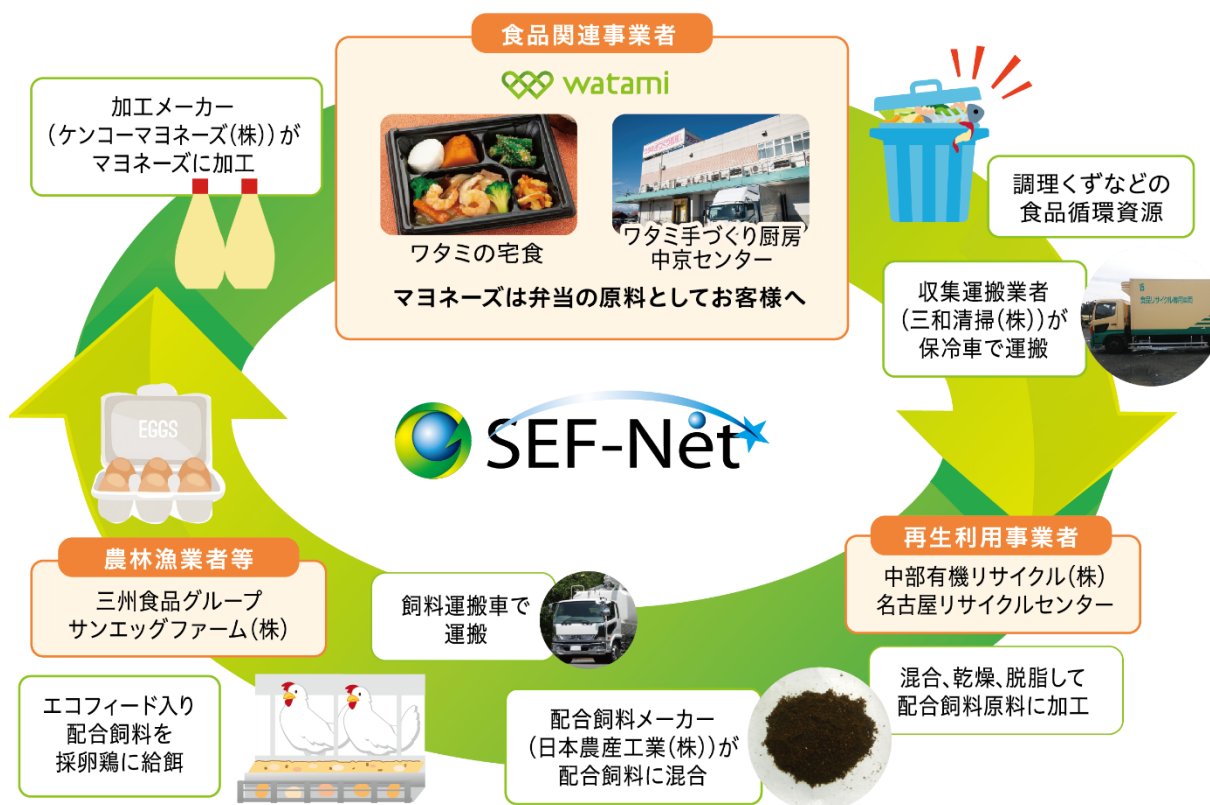 食品関連事業者
watami
ワタミの宅食
ワタミ手づくり厨房
中京センター
マヨネーズは弁当の原料としてお客様へ
調理くずなどの
食品循環資源
収集運搬業者
(三和清掃(株))が
保冷車で運搬
再生利用事業者
中部有機リサイクル(株)
名古屋リサイクルセンター
混合、乾燥、脱脂して
配合飼料原料に加工
配合飼料メーカー
(日本農産工業(株))が
配合飼料に混合
飼料運搬車で
運搬
農林漁業者等
三州食品グループ
サンエッグファーム(株)
エコフィード入り
配合飼料を
採卵鶏に給餌
EGGS
加工メーカー
(ケンコーマヨネーズ(株))が
マヨネーズに加工
SEF-Net